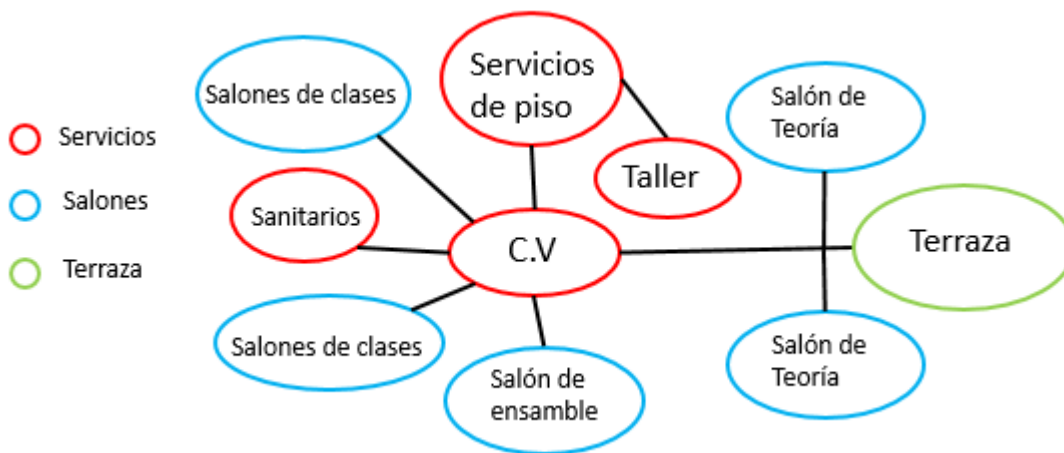 Servicios
Salones
Terraza
Salones de clases
Servicios
de piso
Taller
Salón de
Teoría
Sanitarios
C.V
Terraza
Salones de clases
Salón de
ensamble
Salón de
Teoría